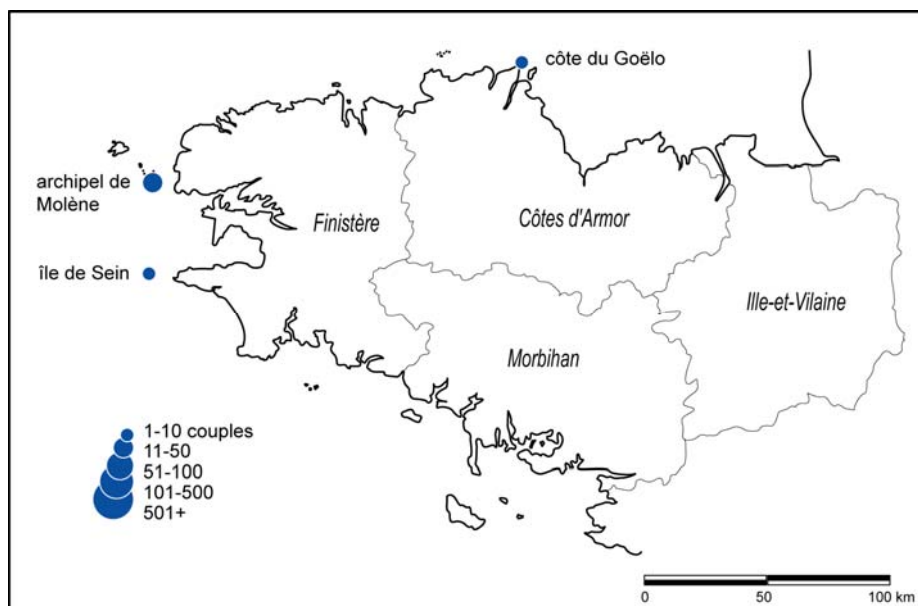 côte du Goëlo
archipel de
Molène
Finistère
Côtes d'Armor
île de Sein
Ille-et-Vilaine
Morbihan
1-10 couples
11-50
51-100
101-500
501+
0
50
100 km